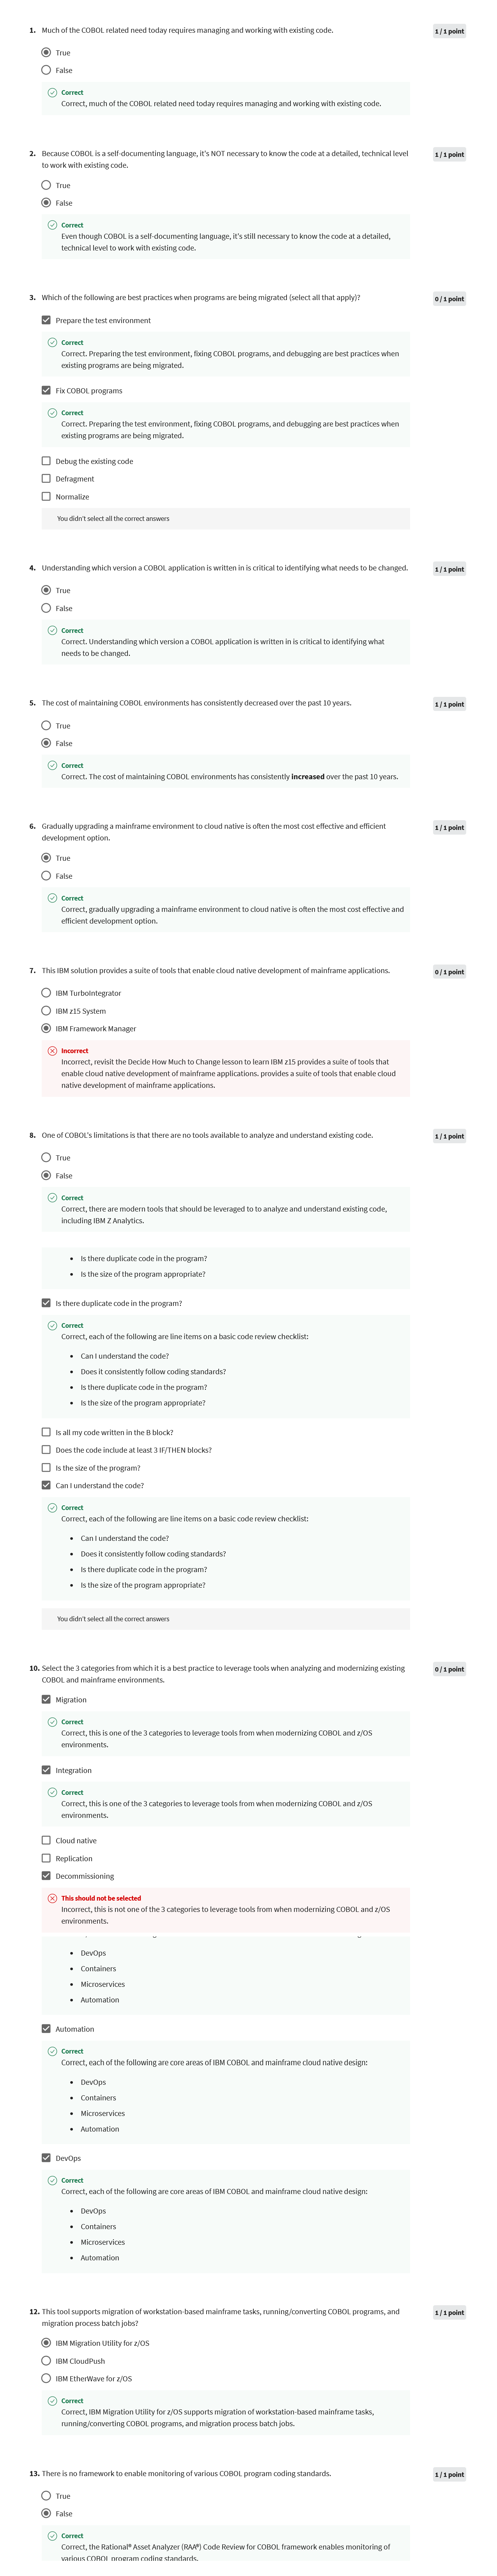 1. Much of the COBOL related need today requires managing and working with existing code.
1 / 1 point
True
False
Correct
Correct, much of the COBOL related need today requires managing and working with existing code.
2. Because COBOL is a self-documenting language, it's NOT necessary to know the code at a detailed, technical level
1 / 1 point
to work with existing code.
True
False
Correct
Even though COBOL is a self-documenting language, it's still necessary to know the code at a detailed,
technical level to work with existing code.
3. Which of the following are best practices when programs are being migrated (select all that apply)?
0 / 1 point
Prepare the test environment
Correct
Correct. Preparing the test environment, fixing COBOL programs, and debugging are best practices when
existing programs are being migrated.
Fix COBOL programs
Correct
Correct. Preparing the test environment, fixing COBOL programs, and debugging are best practices when
existing programs are being migrated.
Debug the existing code
Defragment
Normalize
You didn't select all the correct answers
4. Understanding which version a COBOL application is written in is critical to identifying what needs to be changed.
1 / 1 point
True
False
Correct
Correct. Understanding which version a COBOL application is written in is critical to identifying what
needs to be changed.
5. The cost of maintaining COBOL environments has consistently decreased over the past 10 years.
1 / 1 point
True
False
Correct
Correct. The cost of maintaining COBOL environments has consistently increased over the past 10 years.
6. Gradually upgrading a mainframe environment to cloud native is often the most cost effective and efficient
1 / 1 point
development option.
True
False
Correct
Correct, gradually upgrading a mainframe environment to cloud native is often the most cost effective and
efficient development option.
7. This IBM solution provides a suite of tools that enable cloud native development of mainframe applications.
0 / 1 point
IBM TurboIntegrator
IBM z15 System
IBM Framework Manager
Incorrect
Incorrect, revisit the Decide How Much to Change lesson to learn IBM z15 provides a suite of tools that
enable cloud native development of mainframe applications. provides a suite of tools that enable cloud
native development of mainframe applications.
8. One of COBOL's limitations is that there are no tools available to analyze and understand existing code.
1 / 1 point
True
False
Correct
Correct, there are modern tools that should be leveraged to to analyze and understand existing code,
including IBM Z Analytics.
• Is there duplicate code in the program?
• Is the size of the program appropriate?
Is there duplicate code in the program?
Correct
Correct, each of the following are line items on a basic code review checklist:
• Can I understand the code?
• Does it consistently follow coding standards?
• Is there duplicate code in the program?
• Is the size of the program appropriate?
Is all my code written in the B block?
Does the code include at least 3 IF/THEN blocks?
Is the size of the program?
Can I understand the code?
Correct
Correct, each of the following are line items on a basic code review checklist:
• Can I understand the code?
• Does it consistently follow coding standards?
• Is there duplicate code in the program?
• Is the size of the program appropriate?
You didn't select all the correct answers
10. Select the 3 categories from which it is a best practice to leverage tools when analyzing and modernizing existing
0 / 1 point
COBOL and mainframe environments.
Migration
Correct
Correct, this is one of the 3 categories to leverage tools from when modernizing COBOL and z/OS
environments.
Integration
Correct
Correct, this is one of the 3 categories to leverage tools from when modernizing COBOL and z/OS
environments.
Cloud native
Replication
Decommissioning
This should not be selected
Incorrect, this is not one of the 3 categories to leverage tools from when modernizing COBOL and z/OS
environments.
• DevOps
• Containers
• Microservices
• Automation
Automation
Correct
Correct, each of the following are core areas of IBM COBOL and mainframe cloud native design:
• DevOps
• Containers
• Microservices
• Automation
DevOps
Correct
Correct, each of the following are core areas of IBM COBOL and mainframe cloud native design:
• DevOps
• Containers
• Microservices
• Automation
12. This tool supports migration of workstation-based mainframe tasks, running/converting COBOL programs, and
1 / 1 point
migration process batch jobs?
IBM Migration Utility for z/OS
IBM CloudPush
IBM EtherWave for z/OS
Correct
Correct, IBM Migration Utility for z/OS supports migration of workstation-based mainframe tasks,
running/converting COBOL programs, and migration process batch jobs.
13. There is no framework to enable monitoring of various COBOL program coding standards.
1 / 1 point
True
False
Correct
Correct, the Rational® Asset Analyzer (RAA®) Code Review for COBOL framework enables monitoring of
various COBOL program coding standards.